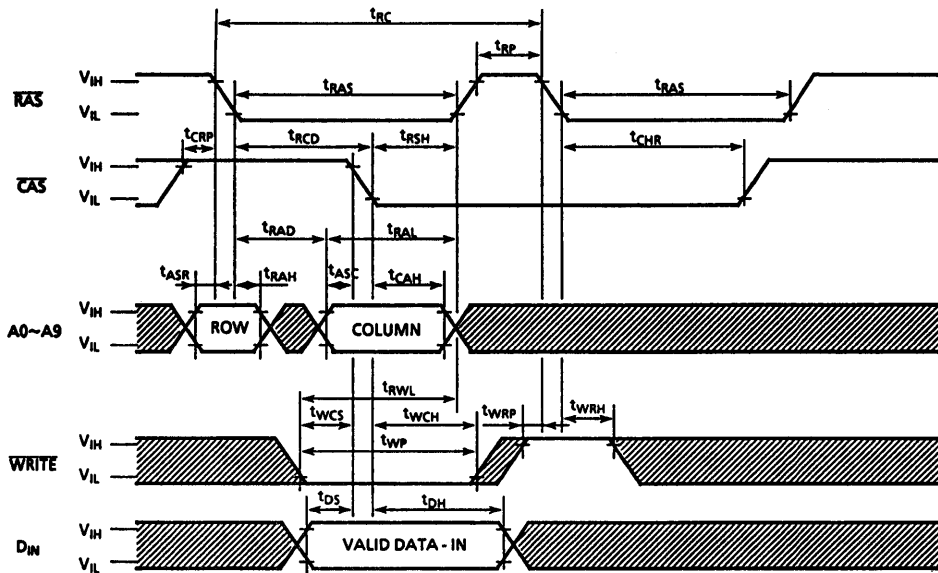 tRC
tRP
VIH
RAS
VIL
tRAS
tRAS
tCRP
tRCD
tRSH
tCHR
VIH
CAS
VIL
tRAD
tRAL
tASR
tRAH
tASC
tCAH
VIH
A0~A9
VIL
ROW
COLUMN
tRWL
tWCS
tWCH
tWRP
tWRH
VIH
WRITE
VIL
tWP
tDS
tDH
VIH
DIN
VIL
VALID DATA - IN